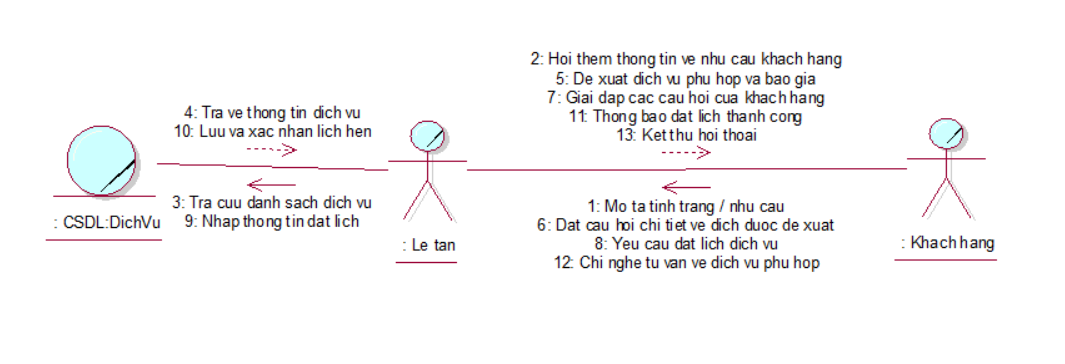 2: Hoi them thong tin ve nhu cau khach hang
5: De xuat dich vu phu hop va bao gia
7: Giai dap cac cau hoi cua khach hang
11: Thong bao dat lich thanh cong
13: Ket thu hoi thoai
4: Tra ve thong tin dich vu
10: Luu va xac nhan lich hen
3: Tra cuu danh sach dich vu
9: Nhap thong tin dat lich
1: Mo ta tinh trang / nhu cau
6: Dat cau hoi chi tiet ve dich duoc de xuat
8: Yeu cau dat lich dich vu
12: Chi nghe tu van ve dich vu phu hop
: CSDL:DichVu
: Le tan
: Khach hang